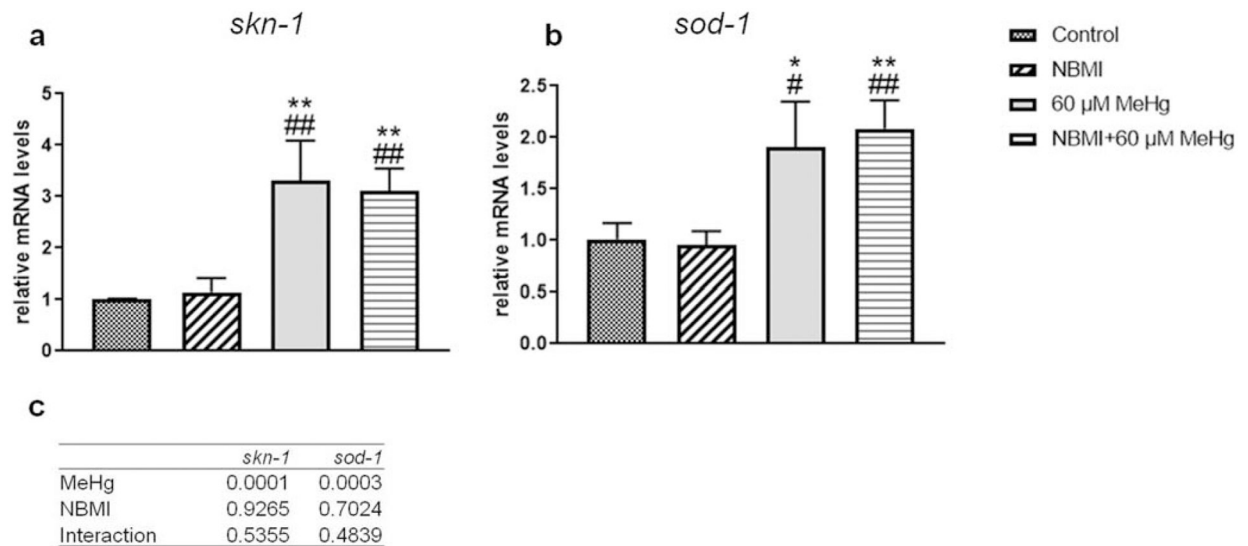 a
skn-1
relative mRNA levels
5
4
3
2
1
0
**
##
**
##
b
sod-1
relative mRNA levels
2.5
2.0
1.5
1.0
0.5
0.0
*
#
**
##
Control
NBMI
60 µM MeHg
NBMI+60 µM MeHg
c
skn-1 sod-1
MeHg 0.0001 0.0003
NBMI 0.9265 0.7024
Interaction 0.5355 0.4839